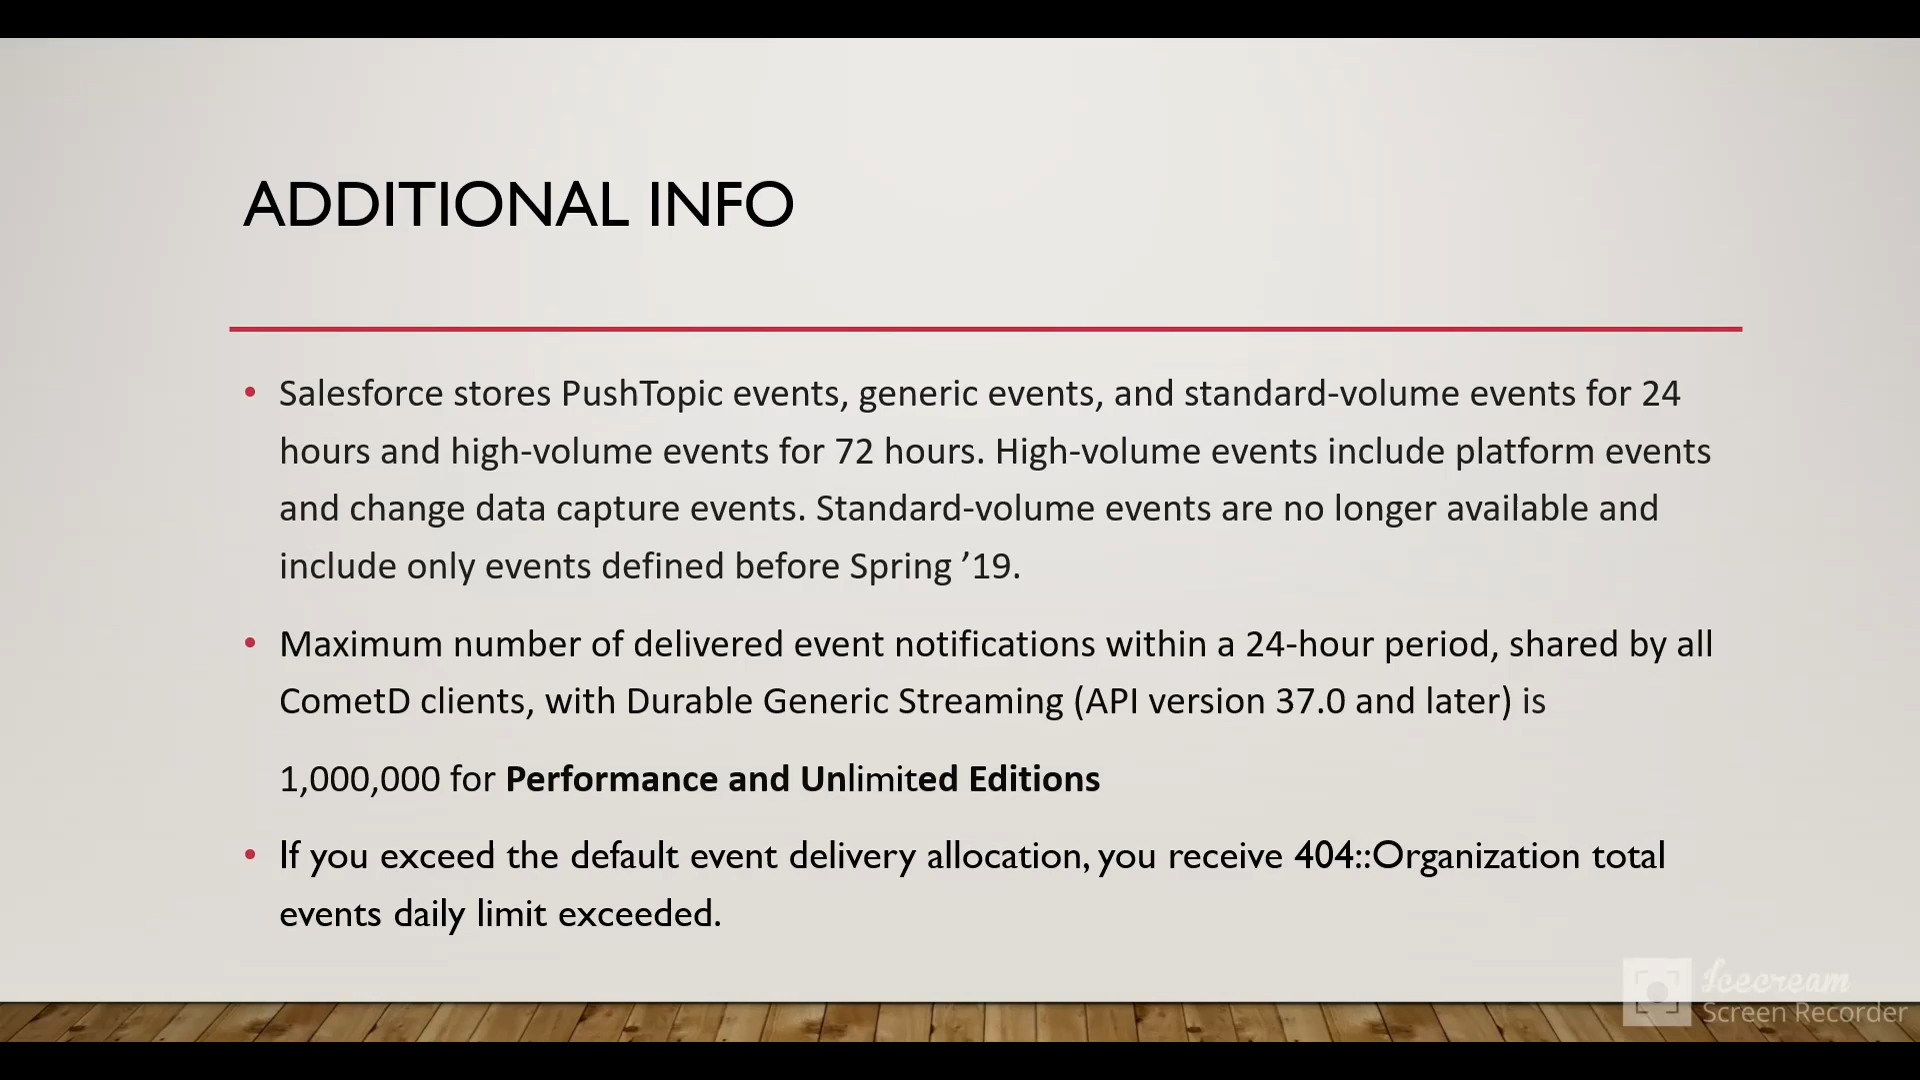 ADDITIONAL INFO
• Salesforce stores PushTopic events, generic events, and standard-volume events for 24
hours and high-volume events for 72 hours. High-volume events include platform events
and change data capture events. Standard-volume events are no longer available and
include only events defined before Spring ’19.
• Maximum number of delivered event notifications within a 24-hour period, shared by all
CometD clients, with Durable Generic Streaming (API version 37.0 and later) is
1,000,000 for Performance and Unlimited Editions
• If you exceed the default event delivery allocation, you receive 404::Organization total
events daily limit exceeded.
Icecream
Screen Recorder